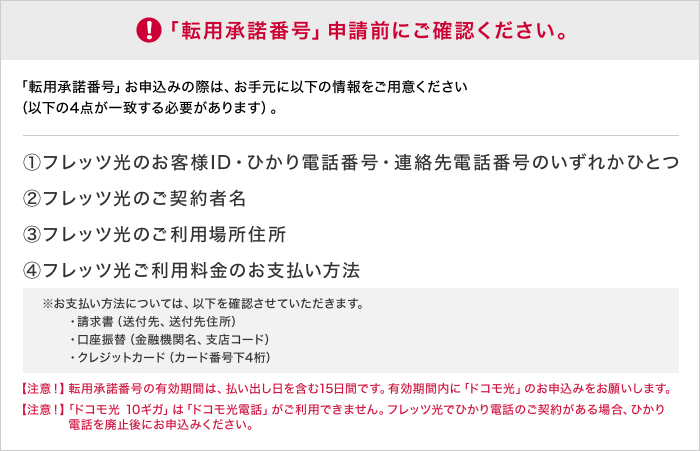 「転用承諾番号」申請前にご確認ください。
「転用承諾番号」お申込みの際は、お手元に以下の情報をご用意ください
（以下の4点が一致する必要があります）。
①フレッツ光のお客様ID・ひかり電話番号・連絡先電話番号のいずれかひとつ
②フレッツ光のご契約者名
③フレッツ光のご利用場所住所
④フレッツ光ご利用料金のお支払い方法
※お支払い方法については、以下を確認させていただきます。
・請求書（送付先、送付先住所）
・口座振替（金融機関名、支店コード）
・クレジットカード（カード番号下4桁）
【注意！】転用承諾番号の有効期間は、払い出し日を含む15日間です。有効期間内に「ドコモ光」のお申込みをお願いします。
【注意！】「ドコモ光 10ギガ」は「ドコモ光電話」がご利用できません。フレッツ光でひかり電話のご契約がある場合、ひかり
電話を廃止後にお申込みください。